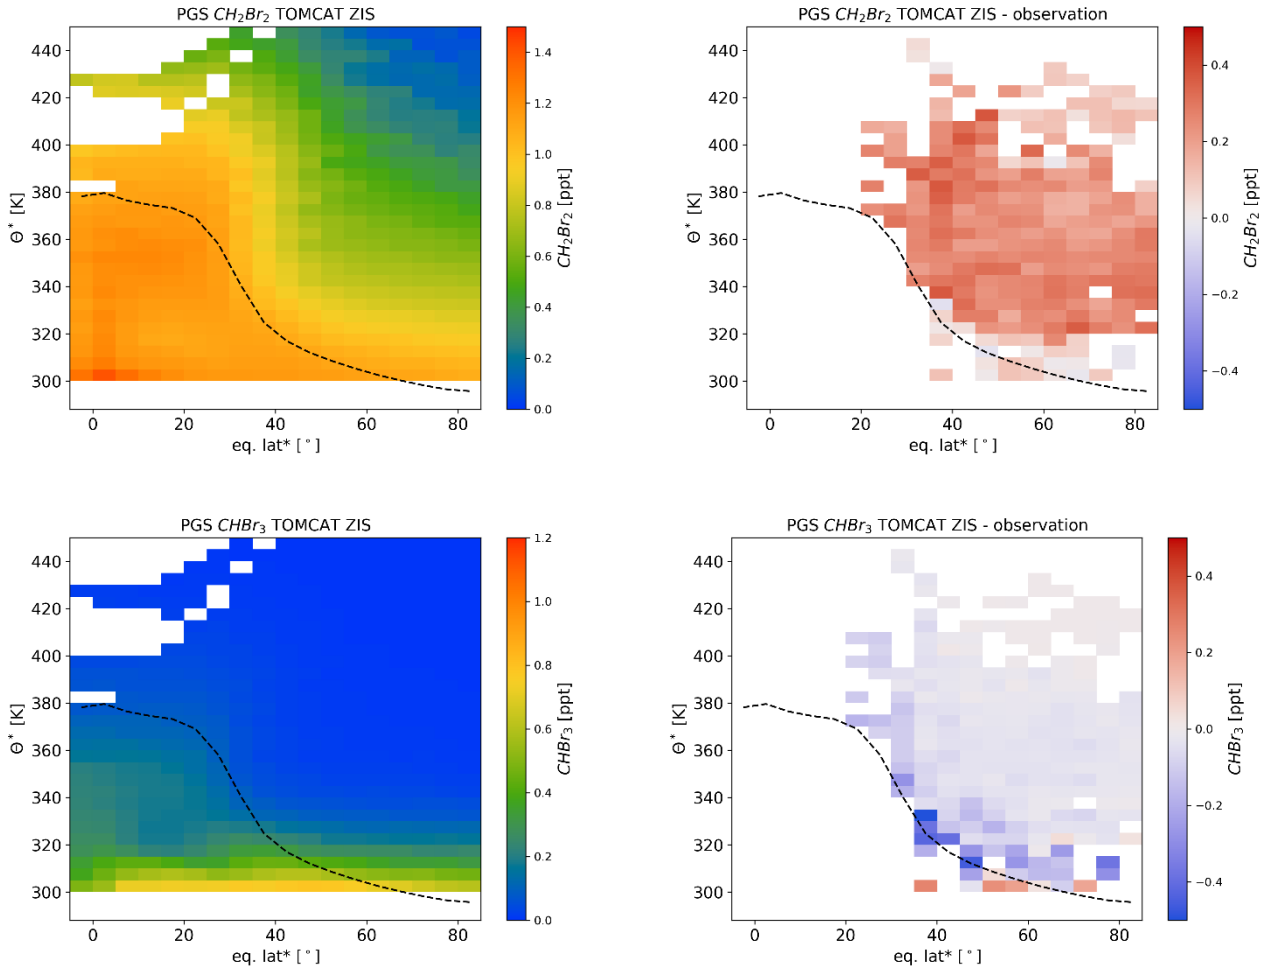 PGS CH₂Br₂ TOMCAT ZIS
440
420
400
380
360
340
320
300
Θ* [K]
0 20 40 60 80
eq. lat* [°]
1.4
1.2
1.0
0.8
0.6
0.4
0.2
0.0
CH₂Br₂ [ppt]
PGS CH₂Br₂ TOMCAT ZIS - observation
440
420
400
380
360
340
320
300
Θ* [K]
0 20 40 60 80
eq. lat* [°]
0.4
0.2
0.0
−0.2
−0.4
CH₂Br₂ [ppt]
PGS CHBr₃ TOMCAT ZIS
440
420
400
380
360
340
320
300
Θ* [K]
0 20 40 60 80
eq. lat* [°]
1.2
1.0
0.8
0.6
0.4
0.2
0.0
CHBr₃ [ppt]
PGS CHBr₃ TOMCAT ZIS - observation
440
420
400
380
360
340
320
300
Θ* [K]
0 20 40 60 80
eq. lat* [°]
0.4
0.2
0.0
−0.2
−0.4
CHBr₃ [ppt]